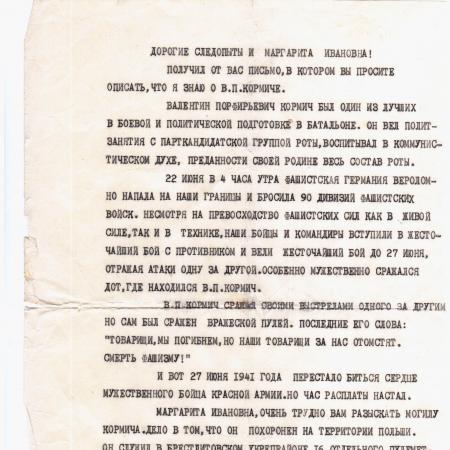 ДОРОГИЕ СЛЕДОПЫТЫ И МАРГАРИТА ИВАНОВНА!
ПОЛУЧИЛ ОТ ВАС ПИСЬМО, В КОТОРОМ ВЫ ПРОСИТЕ
ОПИСАТЬ, ЧТО Я ЗНАЮ О В.П.КОРМИЧЕ.
ВАЛЕНТИН ПОРФИРЬЕВИЧ КОРМИЧ БЫЛ ОДИН ИЗ ЛУЧШИХ
В БОЕВОЙ И ПОЛИТИЧЕСКОЙ ПОДГОТОВКЕ В БАТАЛЬОНЕ. ОН ВЕЛ ПОЛИТ-
ЗАНЯТИЯ С ПАРТКАНДИДАТСКОЙ ГРУППОЙ РОТЫ, ВОСПИТЫВАЛ В КОММУНИС-
ТИЧЕСКОМ ДУХЕ, ПРЕДАННОСТИ СВОЕЙ РОДИНЕ ВЕСЬ СОСТАВ РОТЫ.
22 ИЮНЯ В 4 ЧАСА УТРА ФАШИСТСКАЯ ГЕРМАНИЯ ВЕРОЛОМ-
НО НАПАЛА НА НАШИ ГРАНИЦЫ И БРОСИЛА 90 ДИВИЗИЙ ФАШИСТСКИХ
ВОЙСК. НЕСМОТРЯ НА ПРЕВОСХОДСТВО ФАШИСТСКИХ СИЛ КАК В ЖИВОЙ
СИЛЕ, ТАК И В ТЕХНИКЕ, НАШИ БОЙЦЫ И КОМАНДИРЫ ВСТУПИЛИ В ЖЕСТО-
ЧАЙШИЙ БОЙ С ПРОТИВНИКОМ И ВЕЛИ ЖЕСТОЧАЙШИЙ БОЙ ДО 27 ИЮНЯ,
ОТРАЖАЯ АТАКИ ОДНУ ЗА ДРУГОЙ. ОСОБЕННО МУЖЕСТВЕННО СРАЖАЛСЯ
ДОТ, ГДЕ НАХОДИЛСЯ В.П.КОРМИЧ.
В.П.КОРМИЧ СРАЖАЛ СВОИМИ ВЫСТРЕЛАМИ ОДНОГО ЗА ДРУГИМ
НО САМ БЫЛ СРАЖЕН ВРАЖЕСКОЙ ПУЛЕЙ. ПОСЛЕДНИЕ ЕГО СЛОВА:
"ТОВАРИЩИ, МЫ ПОГИБНЕМ, НО НАШИ ТОВАРИЩИ ЗА НАС ОТОМСТЯТ.
СМЕРТЬ ФАШИЗМУ!"
И ВОТ 27 ИЮНЯ 1941 ГОДА ПЕРЕСТАЛО БИТЬСЯ СЕРДЦЕ
МУЖЕСТВЕННОГО БОЙЦА КРАСНОЙ АРМИИ. НО ЧАС РАСПЛАТЫ НАСТАЛ.
МАРГАРИТА ИВАНОВНА, ОЧЕНЬ ТРУДНО ВАМ РАЗЫСКАТЬ МОГИЛУ
КОРМИЧА. ДЕЛО В ТОМ, ЧТО ОН ПОХОРОНЕН НА ТЕРРИТОРИИ ПОЛЬШИ.
ОН СЛУЖИЛ В БРЕСТЛИТОВСКОМ УКРЕПРАЙОНЕ 16 ОТДЕЛЬНОГО ПУЛЕМЕТ-